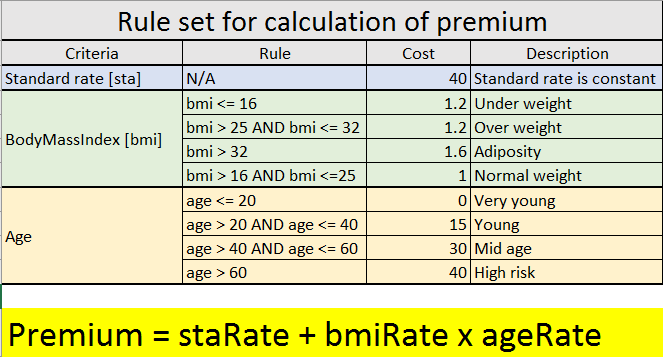 Rule set for calculation of premium
Criteria Rule Cost Description
Standard rate [sta] N/A 40 Standard rate is constant
BodyMassIndex [bmi]
bmi <= 16 1.2 Under weight
bmi > 25 AND bmi <= 32 1.2 Over weight
bmi > 32 1.6 Adiposity
bmi > 16 AND bmi <=25 1 Normal weight
Age
age <= 20 0 Very young
age > 20 AND age <= 40 15 Young
age > 40 AND age <= 60 30 Mid age
age > 60 40 High risk
Premium = staRate + bmiRate x ageRate